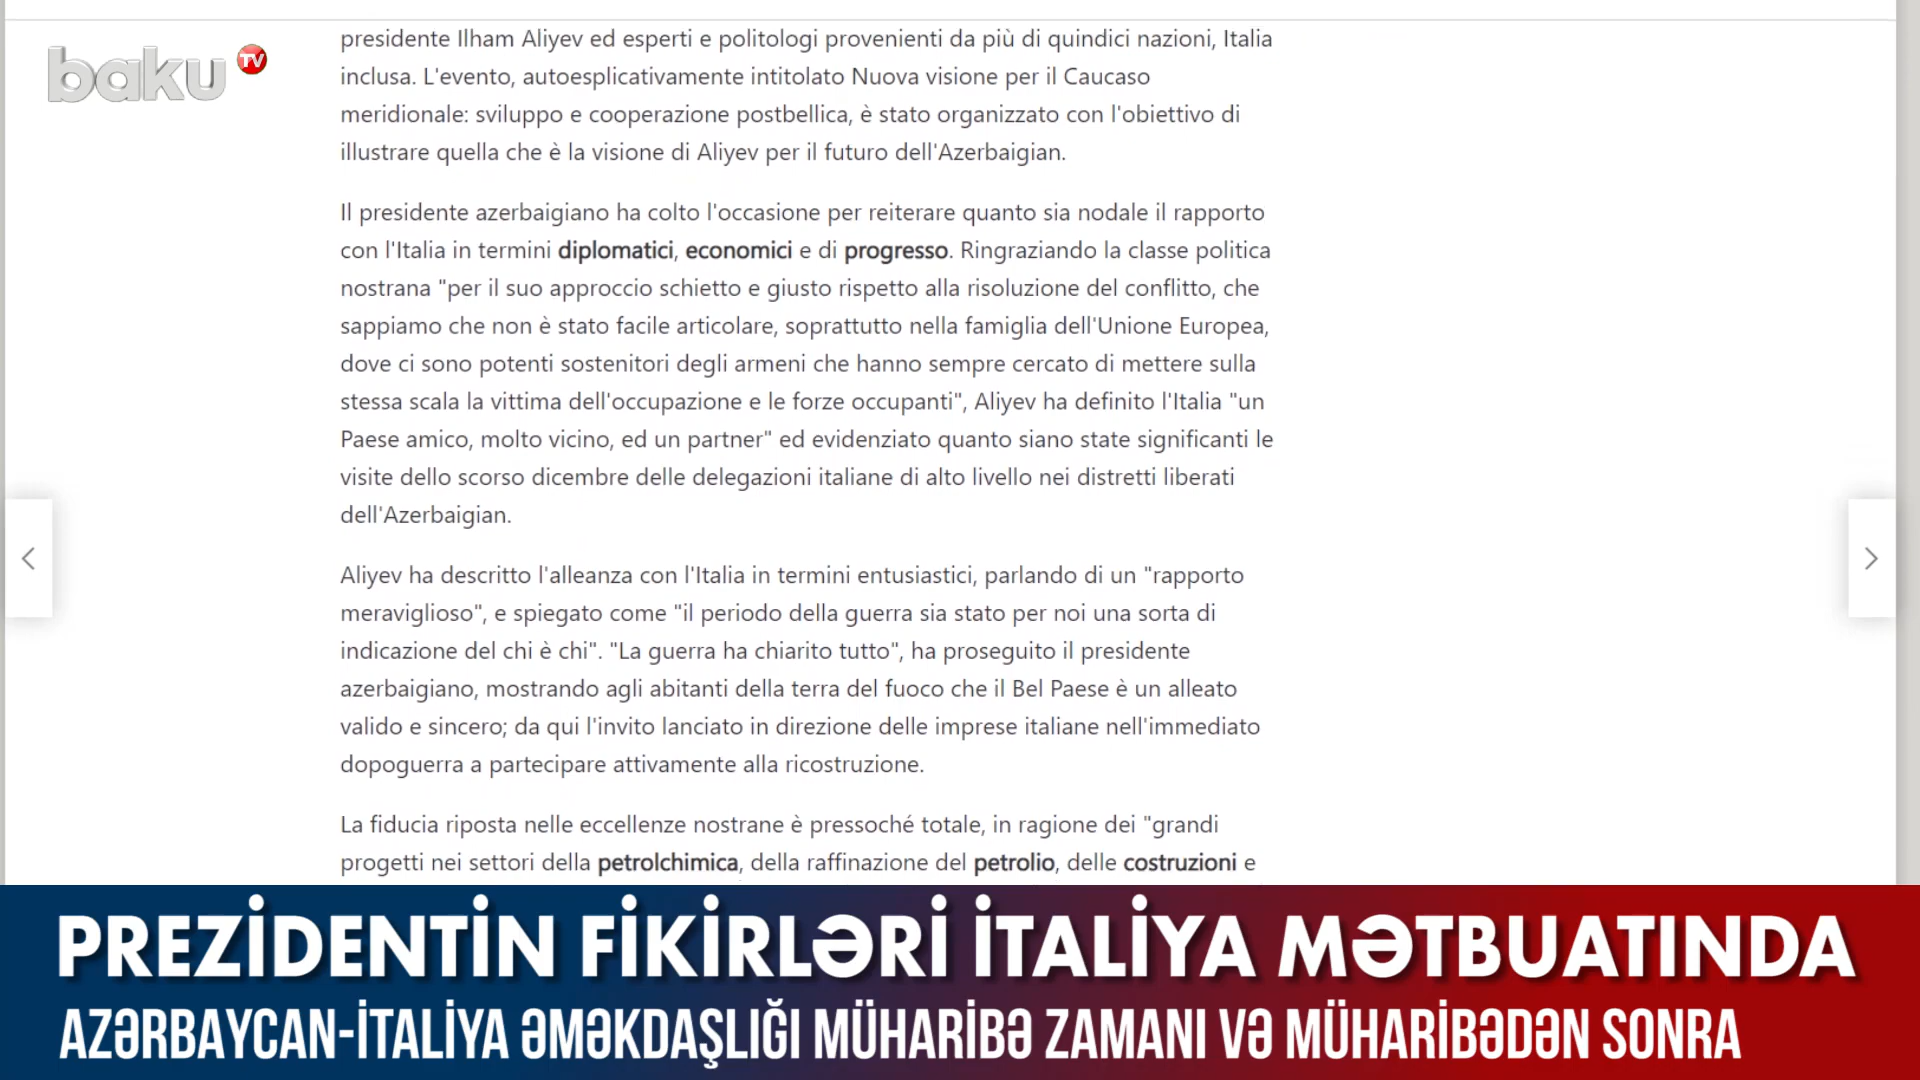 baku TV
presidente Ilham Aliyev ed esperti e politologi provenienti da più di quindici nazioni, Italia
inclusa. L'evento, autoesplicativamente intitolato Nuova visione per il Caucaso
meridionale: sviluppo e cooperazione postbellica, è stato organizzato con l'obiettivo di
illustrare quella che è la visione di Aliyev per il futuro dell'Azerbaigian.
Il presidente azerbaigiano ha colto l'occasione per reiterare quanto sia nodale il rapporto
con l'Italia in termini diplomatici, economici e di progresso. Ringraziando la classe politica
nostrana "per il suo approccio schietto e giusto rispetto alla risoluzione del conflitto, che
sappiamo che non è stato facile articolare, soprattutto nella famiglia dell'Unione Europea,
dove ci sono potenti sostenitori degli armeni che hanno sempre cercato di mettere sulla
stessa scala la vittima dell'occupazione e le forze occupanti", Aliyev ha definito l'Italia "un
Paese amico, molto vicino, ed un partner" ed evidenziato quanto siano state significanti le
visite dello scorso dicembre delle delegazioni italiane di alto livello nei distretti liberati
dell'Azerbaigian.
Aliyev ha descritto l'alleanza con l'Italia in termini entusiastici, parlando di un "rapporto
meraviglioso", e spiegato come "il periodo della guerra sia stato per noi una sorta di
indicazione del chi è chi". "La guerra ha chiarito tutto", ha proseguito il presidente
azerbaigiano, mostrando agli abitanti della terra del fuoco che il Bel Paese è un alleato
valido e sincero; da qui l'invito lanciato in direzione delle imprese italiane nell'immediato
dopoguerra a partecipare attivamente alla ricostruzione.
La fiducia riposta nelle eccellenze nostrane è pressoché totale, in ragione dei "grandi
progetti nei settori della petrolchimica, della raffinazione del petrolio, delle costruzioni e
PREZİDENTİN FİKİRLƏRİ İTALİYA MƏTBUATINDA
AZƏRBAYCAN-İTALİYA ƏMƏKDAŞLIĞI MÜHARİBƏ ZAMANI VƏ MÜHARİBƏDƏN SONRA